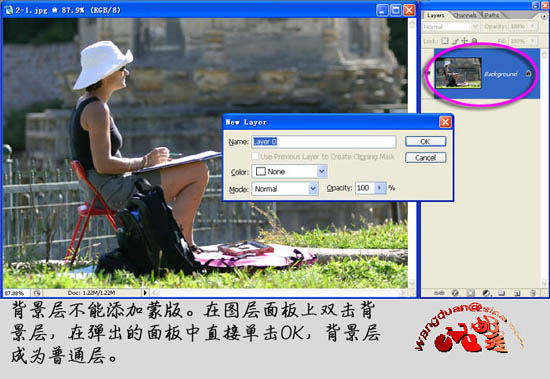 2-1.jpg @ 87.9% (RGB/8)
Layers Channels Paths
Normal Opacity: 100%
Lock: Fill: 100%
Background
New Layer
Name: Layer 0 OK
Use Previous Layer to Create Clipping Mask Cancel
Color: None
Mode: Normal Opacity: 100 %
87.88% Doc: 1.22M/1.22M
背景层不能添加蒙版。在图层面板上双击背
景层，在弹出的面板中直接单击OK，背景层
成为普通层。